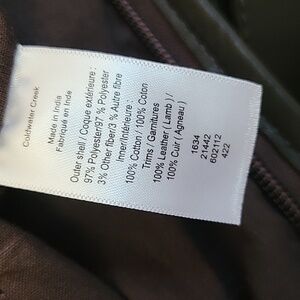 Coldwater Creek
Made in India
Fabriqué en Inde
Outer shell / Coque extérieure :
97% Polyester/97 % Polyester
3% Other fiber/3 % Autre fibre
Inner/Intérieure :
100% Cotton / 100% Coton
Trims / Garnitures
100% Leather ( Lamb ) /
100% Cuir ( Agneau )
1634
21442
602112
422